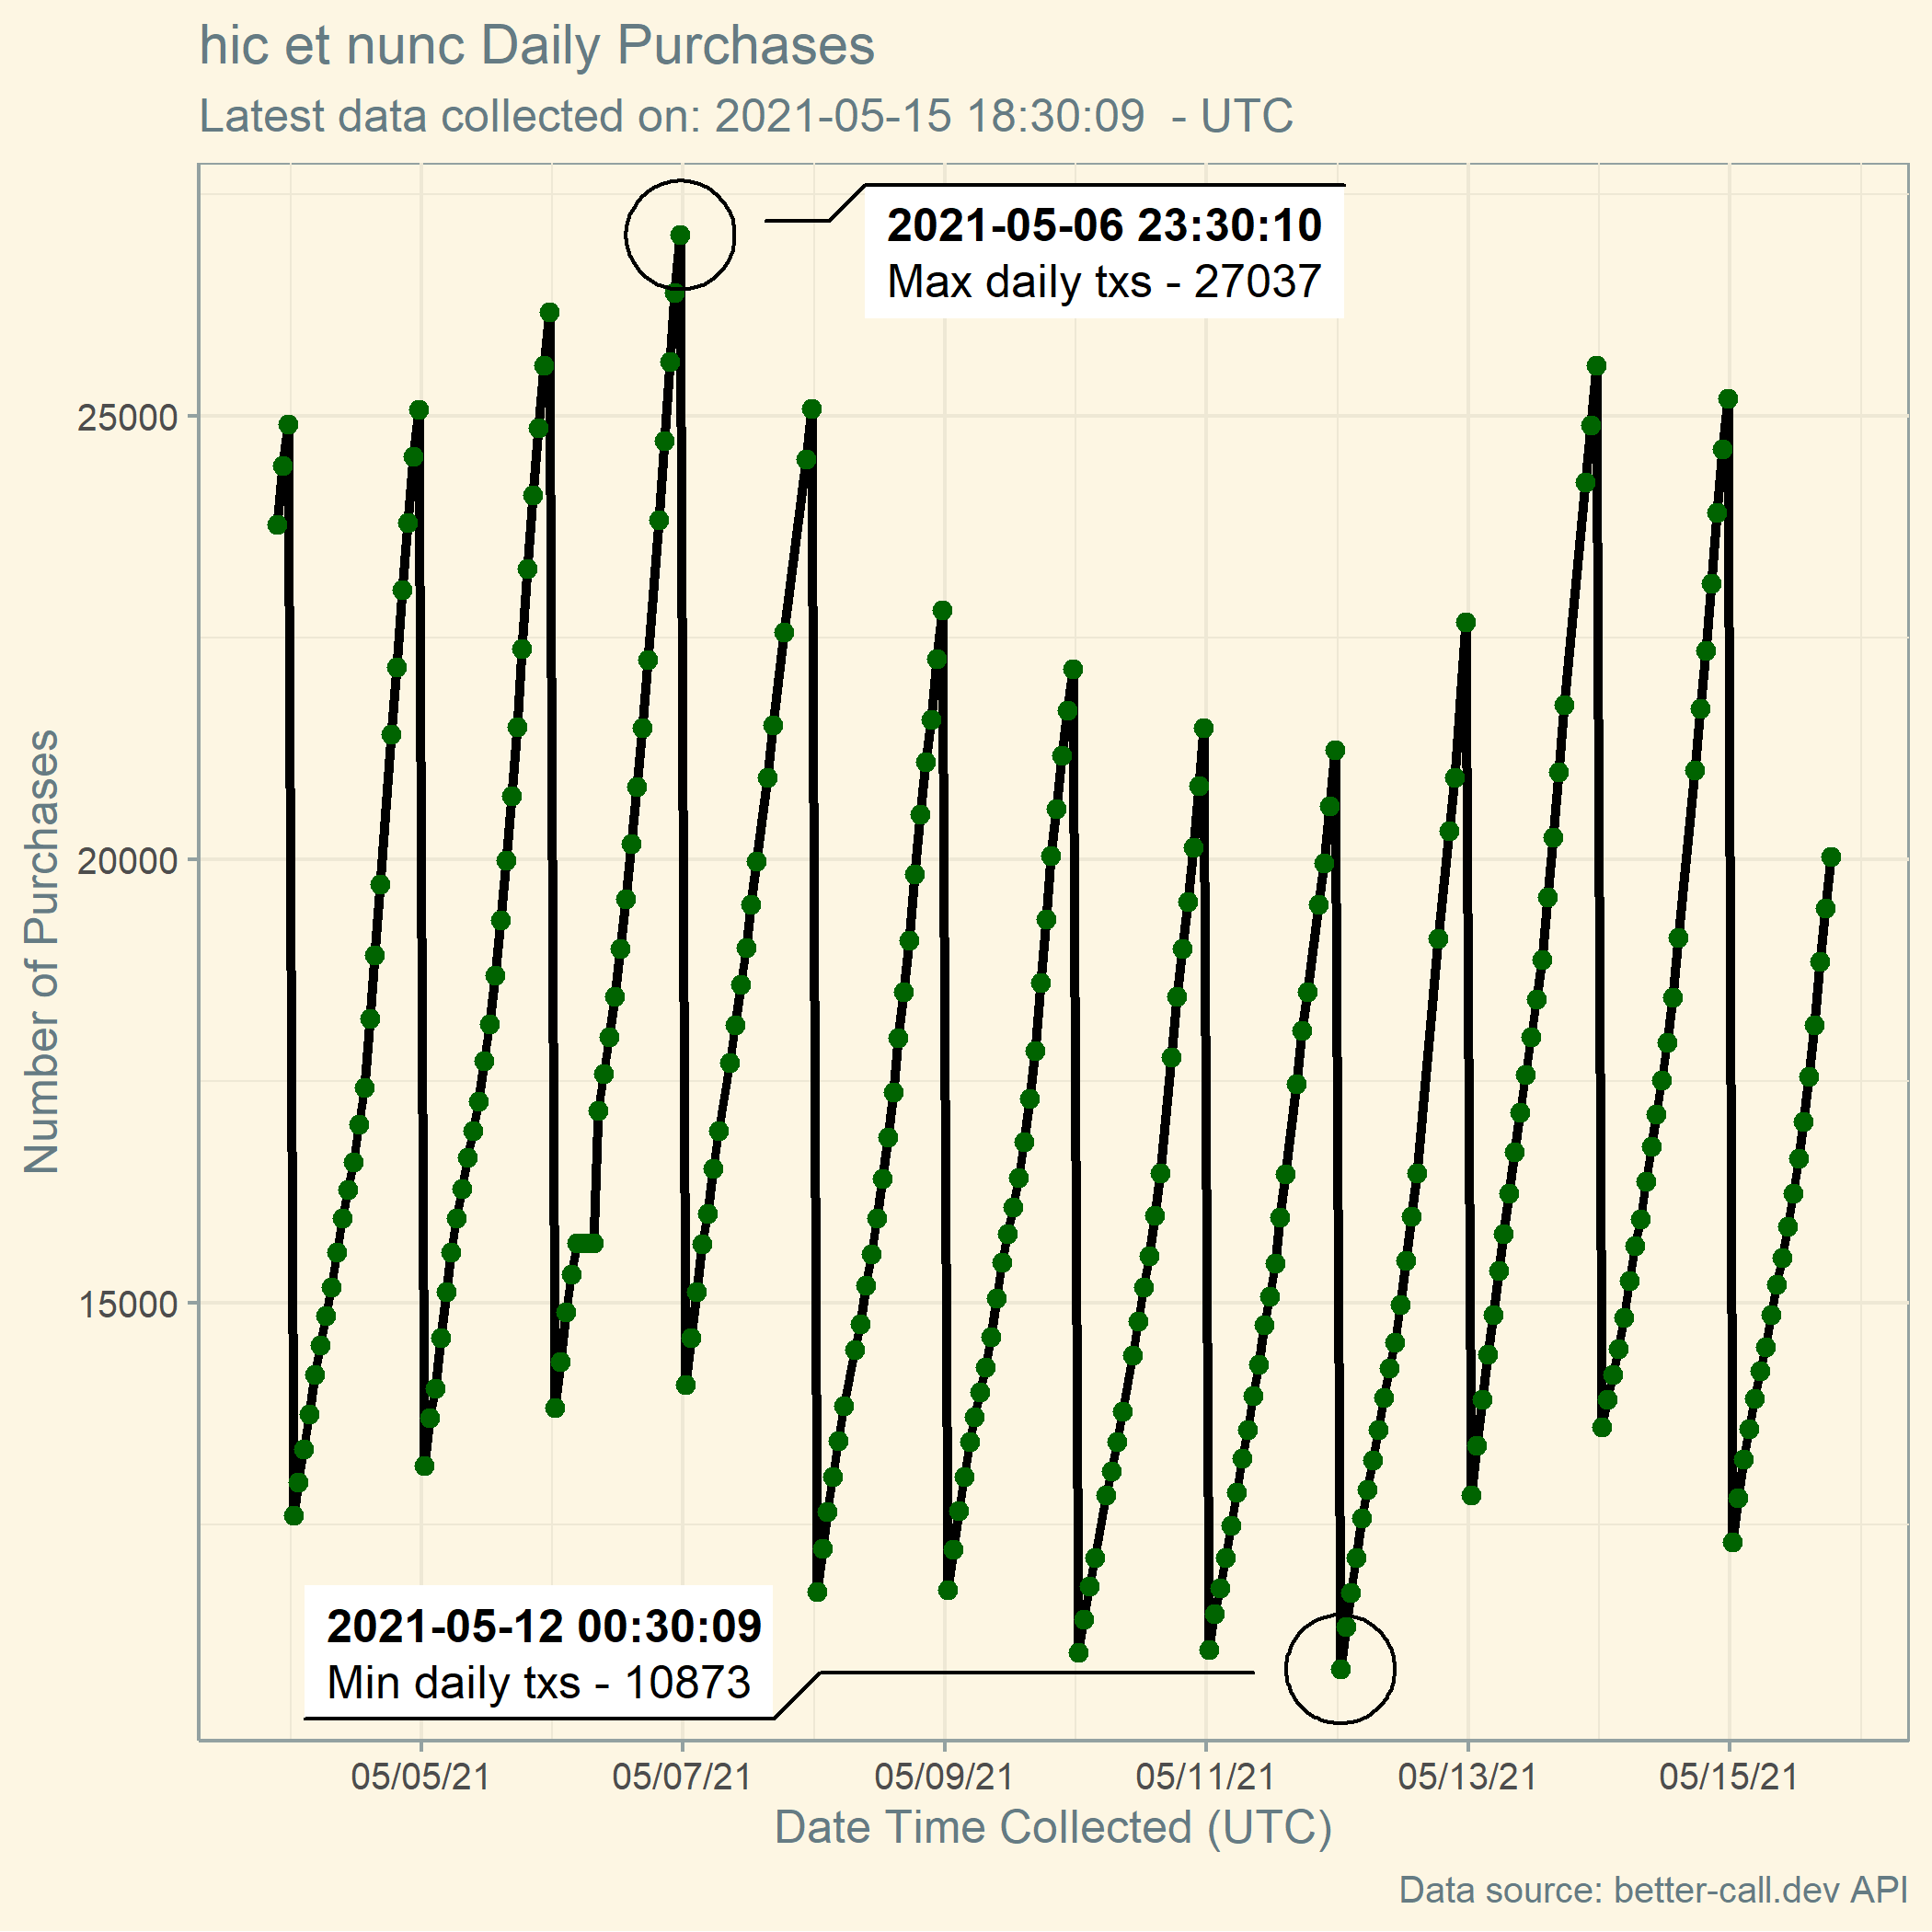 hic et nunc Daily Purchases
Latest data collected on: 2021-05-15 18:30:09  - UTC
2021-05-06 23:30:10
Max daily txs - 27037
25000
20000
15000
Number of Purchases
2021-05-12 00:30:09
Min daily txs - 10873
05/05/21 05/07/21 05/09/21 05/11/21 05/13/21 05/15/21
Date Time Collected (UTC)
Data source: better-call.dev API